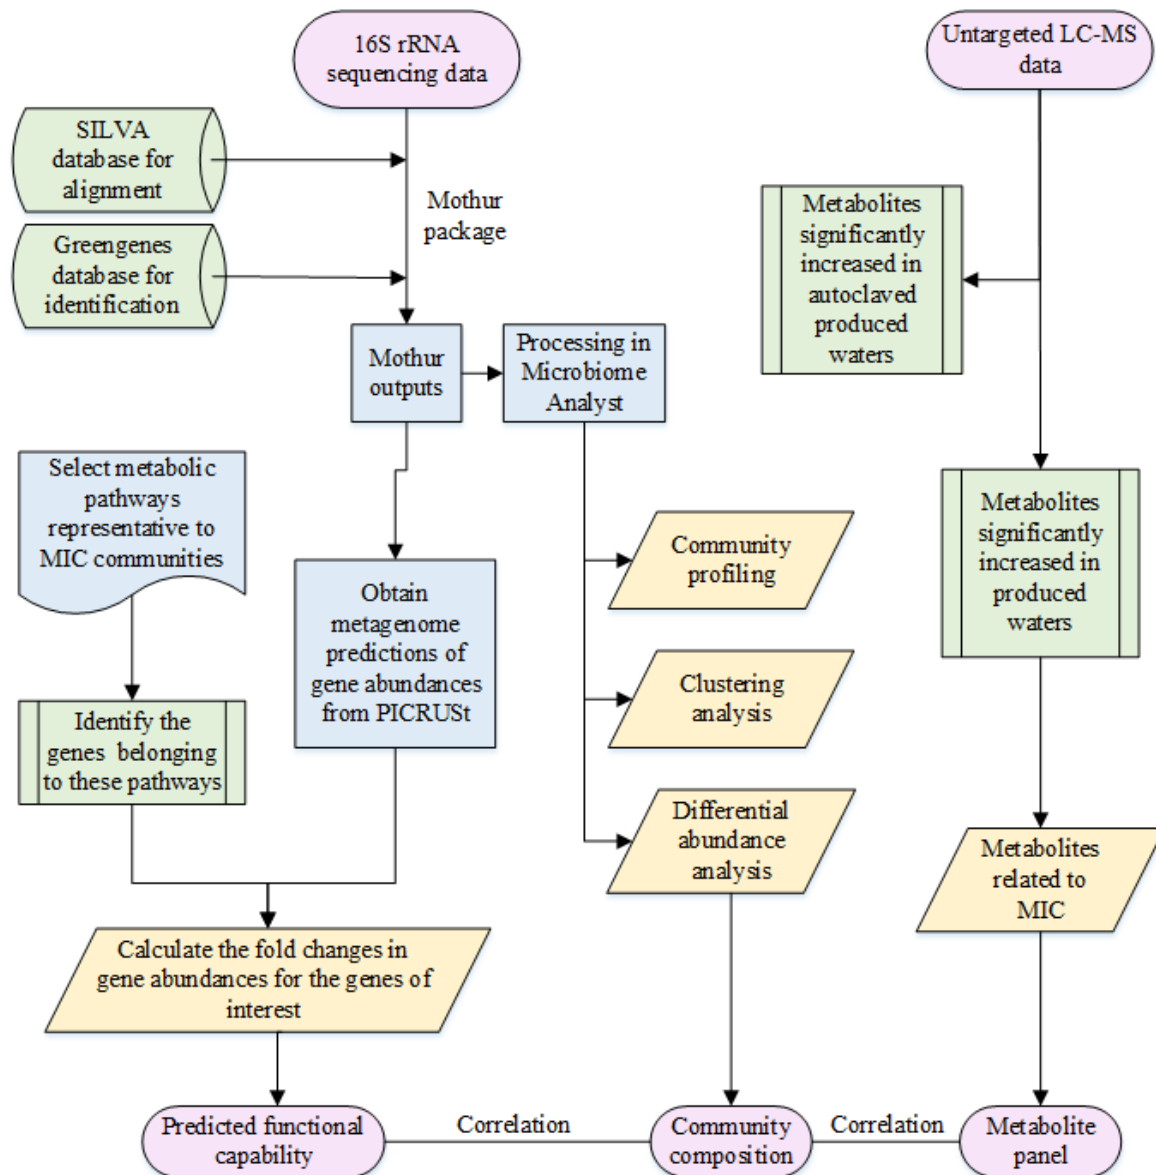 16S rRNA
sequencing data
Untargeted LC-MS
data
SILVA
database for
alignment
Mothur
package
Greengenes
database for
identification
Metabolites
significantly
increased in
autoclaved
produced
waters
Mothur
outputs
Processing in
Microbiome
Analyst
Select metabolic
pathways
representative to
MIC communities
Metabolites
significantly
increased in
produced
waters
Community
profiling
Obtain
metagenome
predictions of
gene abundances
from PICRUSt
Clustering
analysis
Identify the
genes belonging
to these pathways
Differential
abundance
analysis
Metabolites
related to
MIC
Calculate the fold changes in
gene abundances for the genes of
interest
Predicted functional
capability
Correlation
Community
composition
Correlation
Metabolite
panel